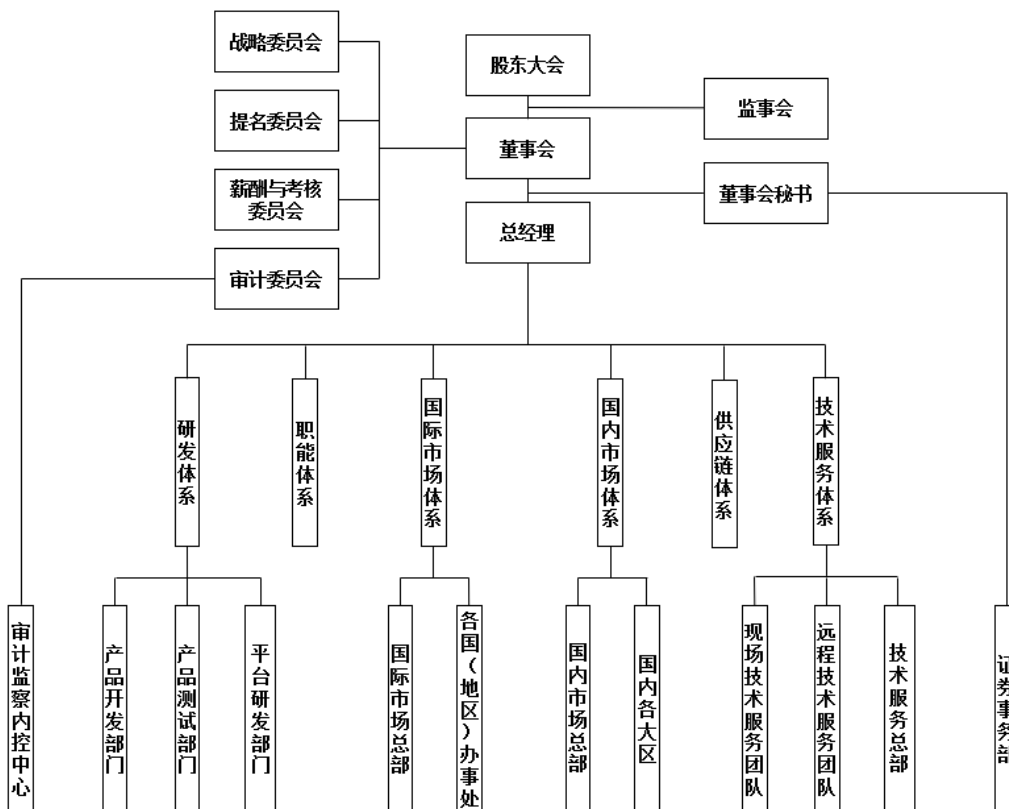 战略委员会
股东大会
提名委员会
监事会
董事会
薪酬与考核
委员会
董事会秘书
总经理
审计委员会
研发体系
职能体系
国际市场体系
国内市场体系
供应链体系
技术服务体系
审计监察内控中心
产品开发部门
产品测试部门
平台研发部门
国际市场总部
各国（地区）办事处
国内市场总部
国内各大区
现场技术服务团队
远程技术服务团队
技术服务总部
证券事务部